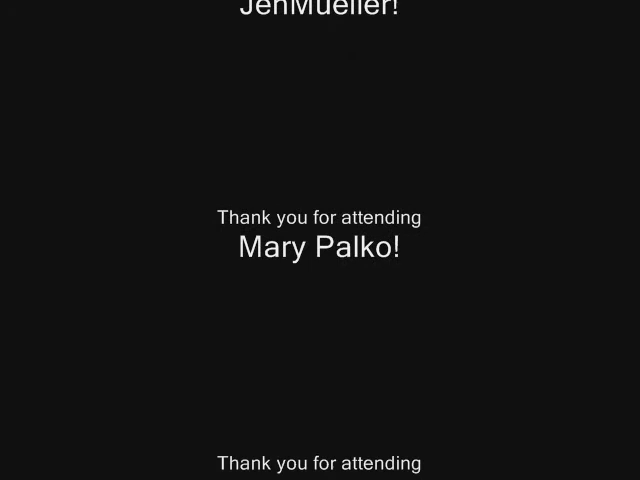 JenMueller!
Thank you for attending
Mary Palko!
Thank you for attending